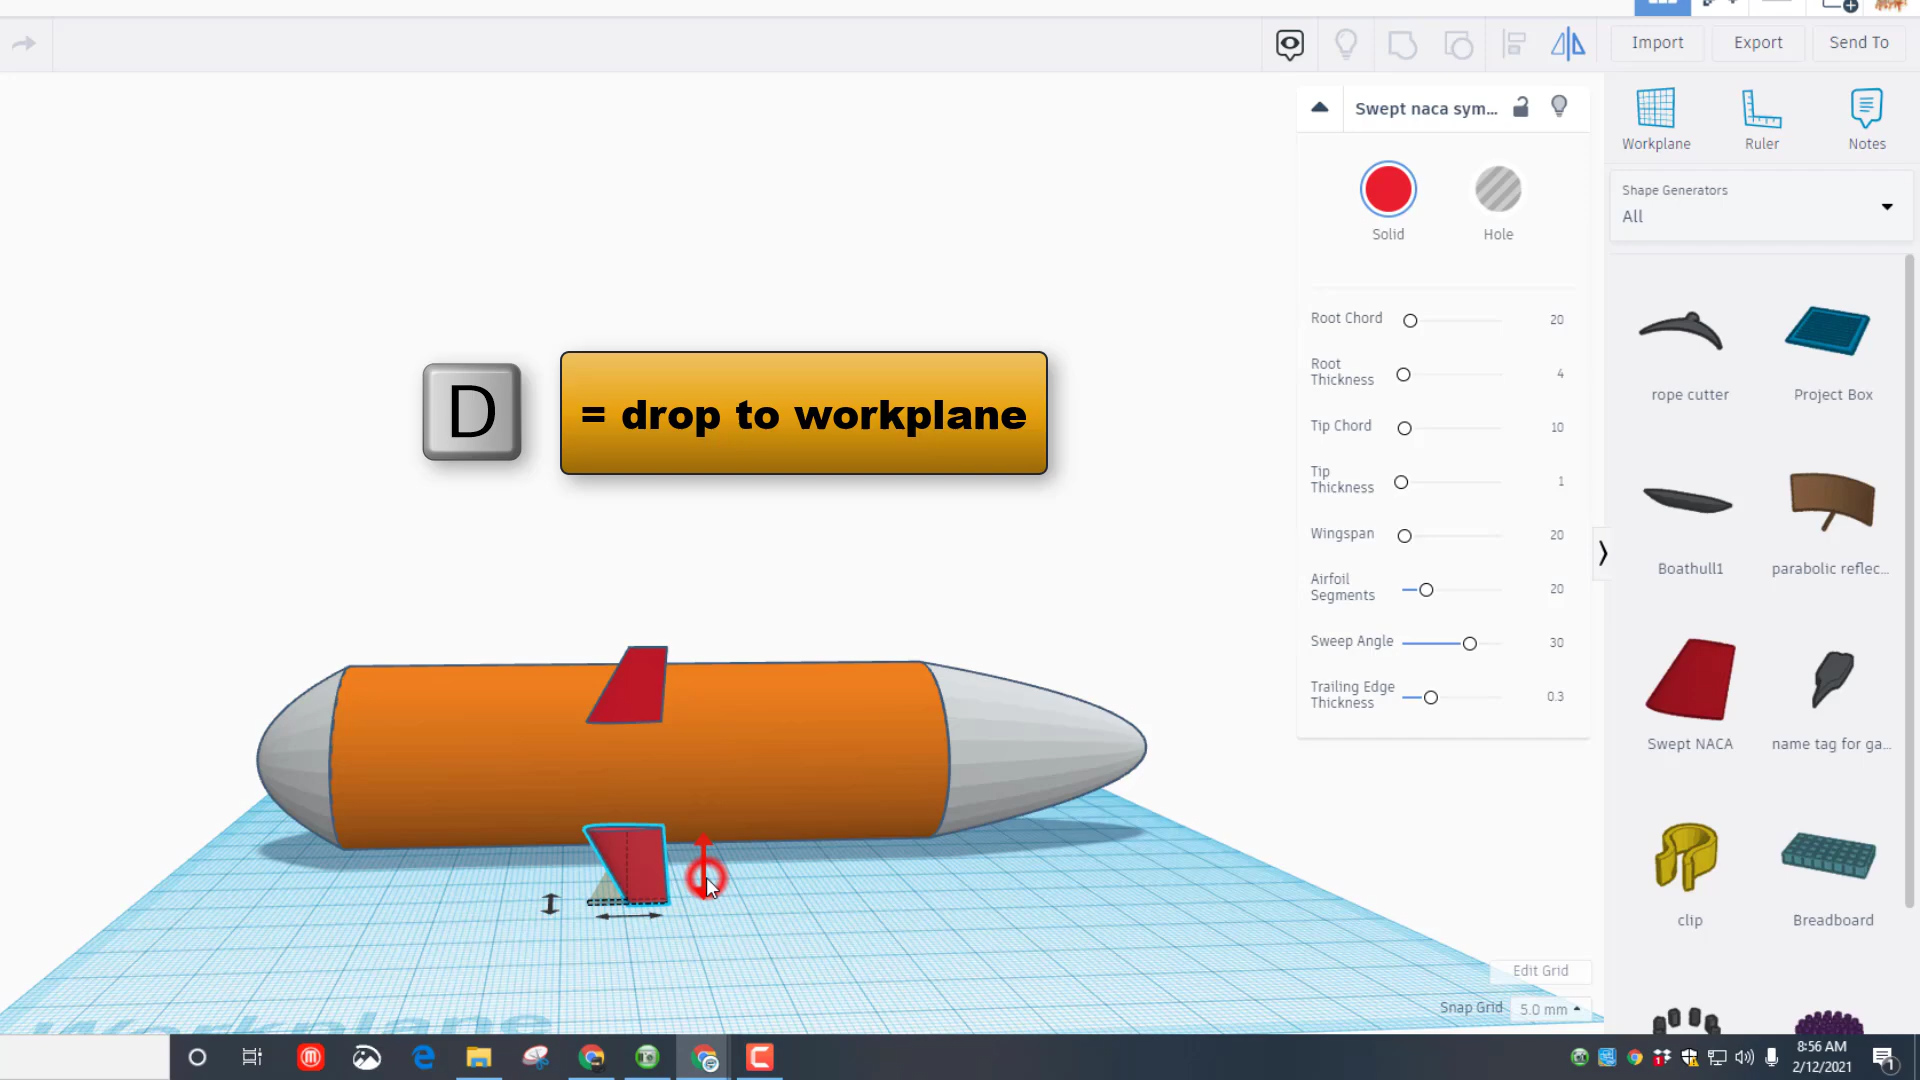 Import
Export
Send To
Swept naca sym...
Workplane
Ruler
Notes
Solid
Hole
Shape Generators
All
Root Chord
20
Root
Thickness
4
Tip Chord
10
Tip
Thickness
1
Wingspan
20
Airfoil
Segments
20
Sweep Angle
30
Trailing Edge
Thickness
0.3
D
= drop to workplane
rope cutter
Project Box
Boathull1
parabolic reflec...
Swept NACA
name tag for ga...
clip
Breadboard
Edit Grid
Snap Grid
5.0 mm
Workplane
8:56 AM
2/12/2021
1